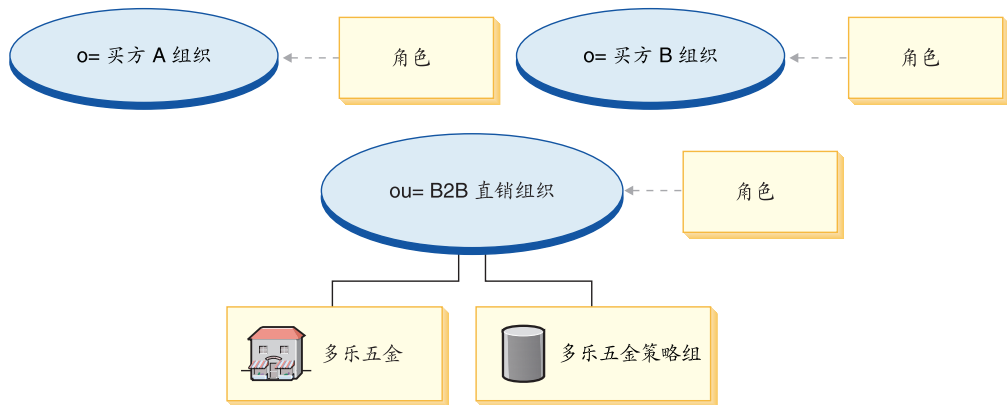 o= 买方 A 组织
角色
o= 买方 B 组织
角色
ou= B2B 直销组织
角色
多乐五金
多乐五金策略组